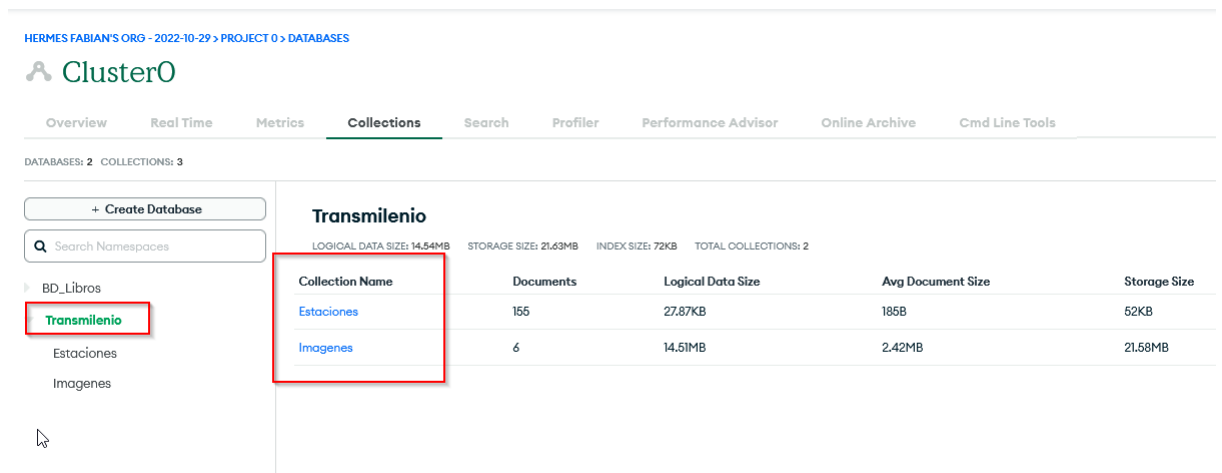 HERMES FABIAN'S ORG - 2022-10-29 > PROJECT 0 > DATABASES
Cluster0
Overview Real Time Metrics Collections Search Profiler Performance Advisor Online Archive Cmd Line Tools
DATABASES: 2 COLLECTIONS: 3
+ Create Database
Search Namespaces
BD_Libros
Transmilenio
Estaciones
Imagenes
Transmilenio
LOGICAL DATA SIZE: 14.54MB STORAGE SIZE: 21.63MB INDEX SIZE: 72KB TOTAL COLLECTIONS: 2
Collection Name Documents Logical Data Size Avg Document Size Storage Size
Estaciones 155 27.87KB 185B 52KB
Imagenes 6 14.51MB 2.42MB 21.58MB